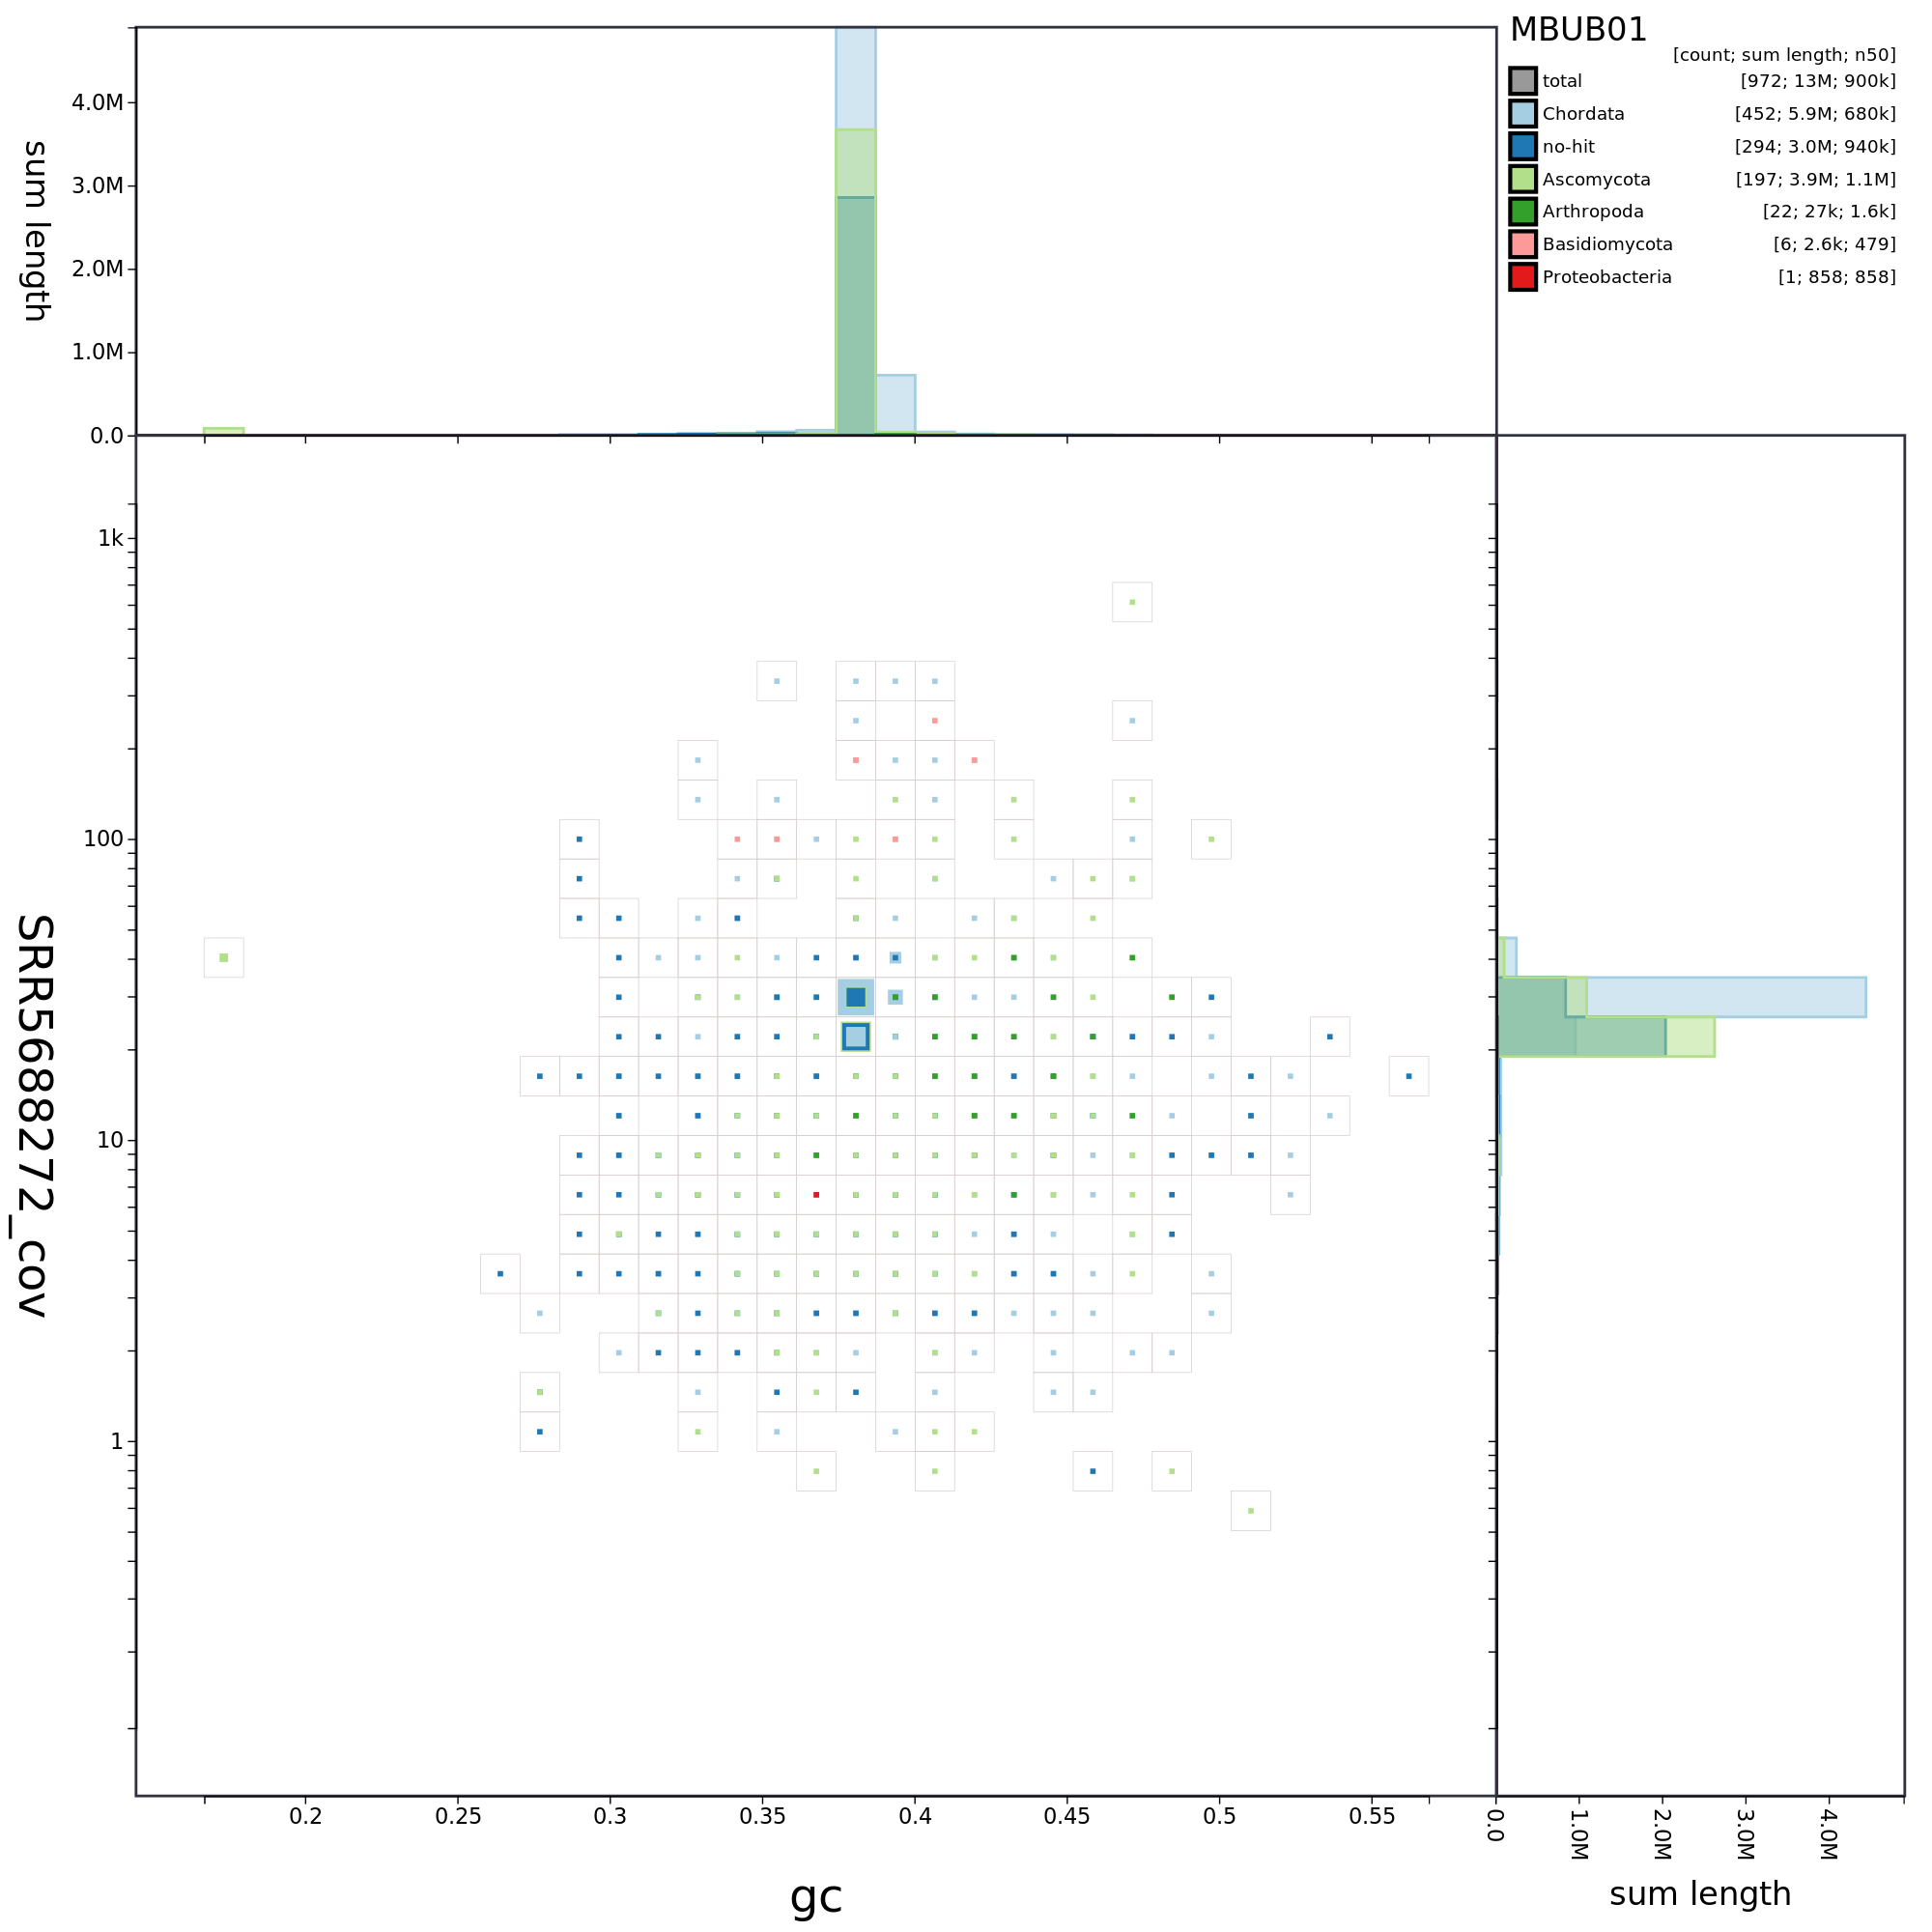 MBUB01
[count; sum length; n50]
total [972; 13M; 900k]
Chordata [452; 5.9M; 680k]
no-hit [294; 3.0M; 940k]
Ascomycota [197; 3.9M; 1.1M]
Arthropoda [22; 27k; 1.6k]
Basidiomycota [6; 2.6k; 479]
Proteobacteria [1; 858; 858]
sum length
4.0M
3.0M
2.0M
1.0M
0.0
SRR5688272_cov
1k
100
10
1
0.2 0.25 0.3 0.35 0.4 0.45 0.5 0.55
gc
0.0 1.0M 2.0M 3.0M 4.0M
sum length